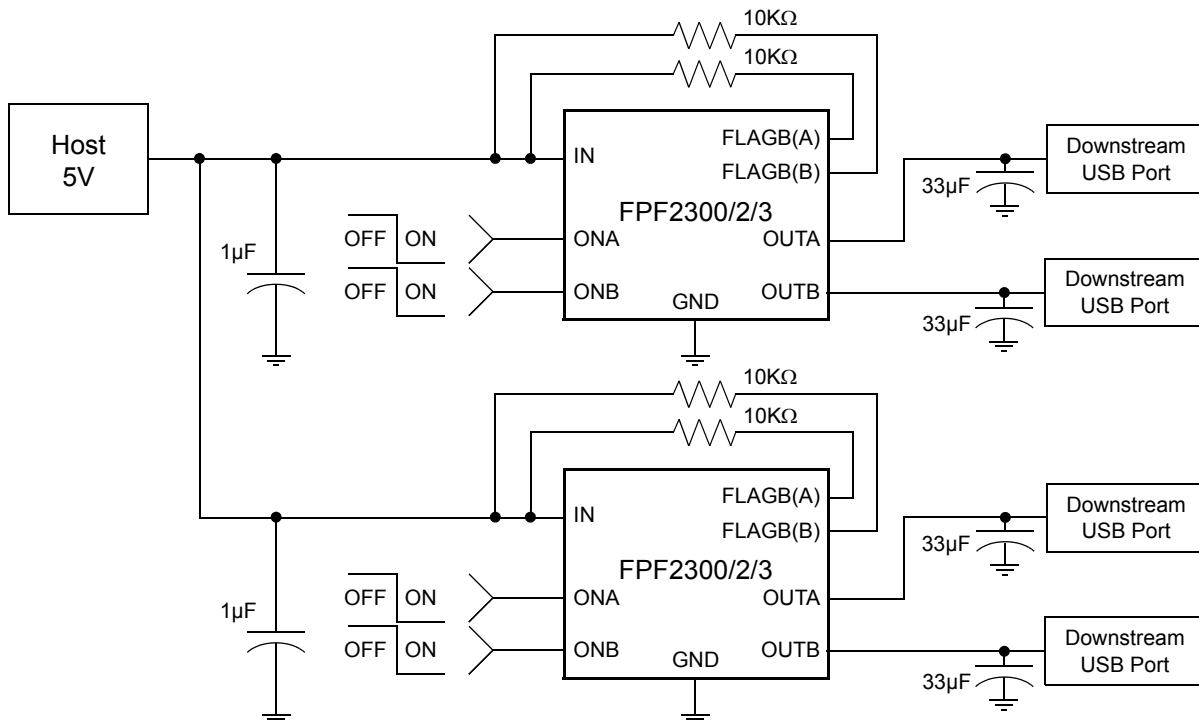 10KΩ
10KΩ
Host
5V
IN
FLAGB(A)
FLAGB(B)
FPF2300/2/3
1µF
OFF ON
ONA
OUTA
OFF ON
ONB
OUTB
GND
33µF
Downstream
USB Port
33µF
Downstream
USB Port
10KΩ
10KΩ
IN
FLAGB(A)
FLAGB(B)
FPF2300/2/3
1µF
OFF ON
ONA
OUTA
OFF ON
ONB
OUTB
GND
33µF
Downstream
USB Port
33µF
Downstream
USB Port